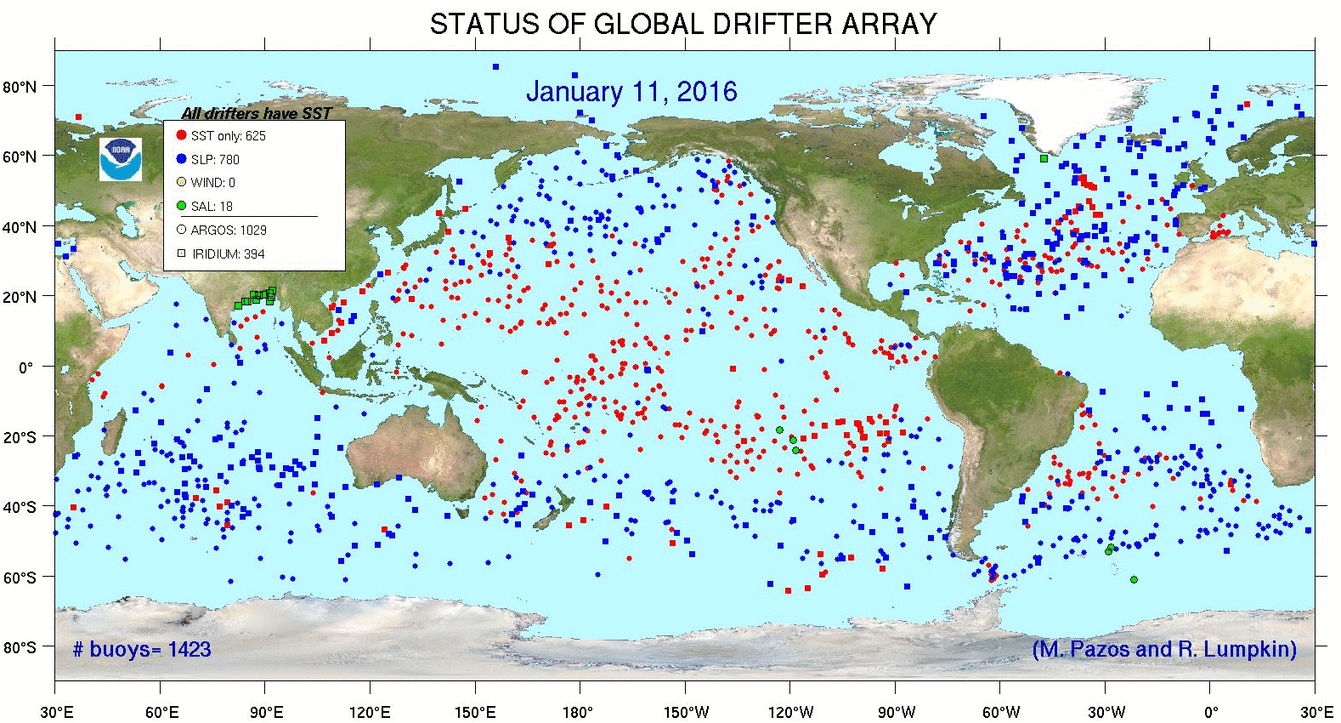 STATUS OF GLOBAL DRIFTER ARRAY
January 11, 2016
All drifters have SST
SST only: 625
SLP: 780
WIND: 0
SAL: 18
ARGOS: 1029
IRIDIUM: 394
NOAA
80°N
60°N
40°N
20°N
0°
20°S
40°S
60°S
80°S
# buoys= 1423
(M. Pazos and R. Lumpkin)
30°E 60°E 90°E 120°E 150°E 180° 150°W 120°W 90°W 60°W 30°W 0° 30°E